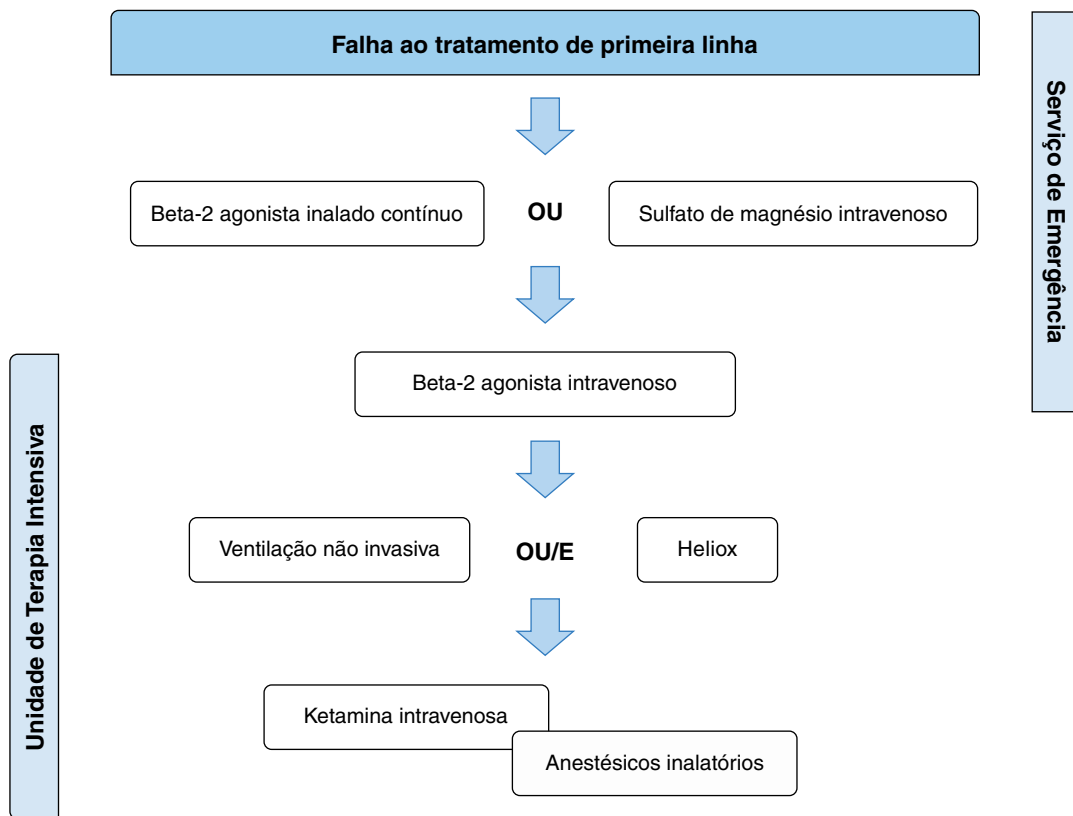 Falha ao tratamento de primeira linha
Serviço de Emergência
Beta-2 agonista inalado contínuo
OU
Sulfato de magnésio intravenoso
Beta-2 agonista intravenoso
Unidade de Terapia Intensiva
Ventilação não invasiva
OU/E
Heliox
Ketamina intravenosa
Anestésicos inalatórios